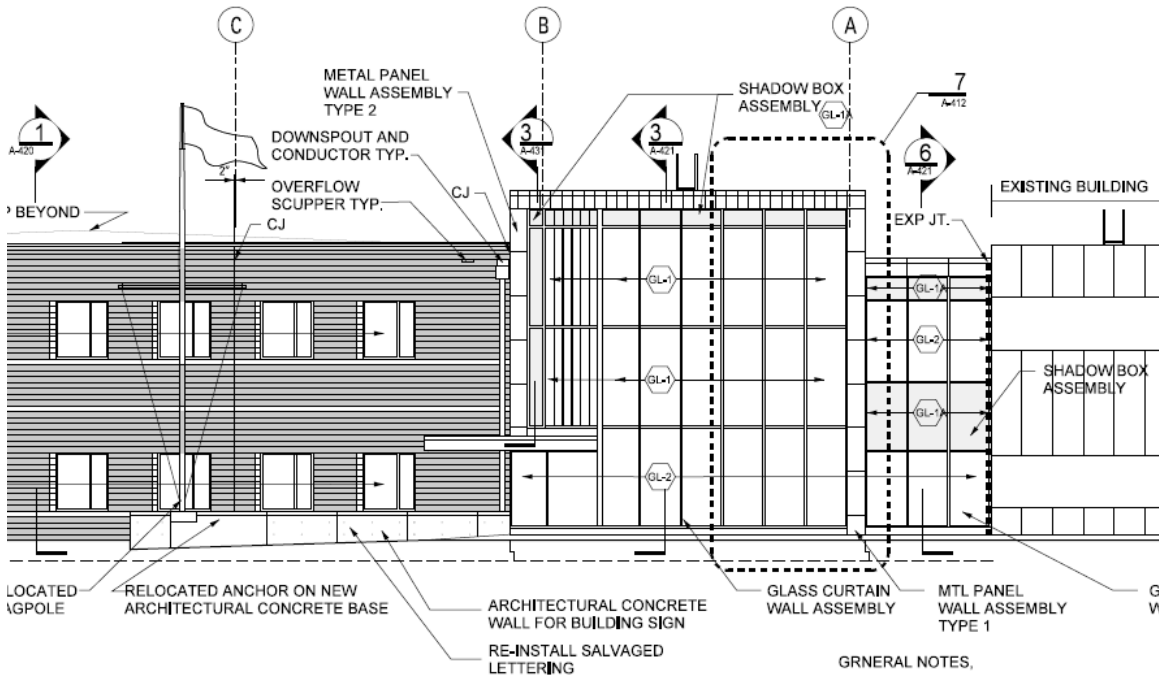 C
B
A
METAL PANEL
WALL ASSEMBLY
TYPE 2
SHADOW BOX
ASSEMBLY
GL-1A
7
A-412
1
A-420
DOWNSPOUT AND
CONDUCTOR TYP.
3
A-431
3
A-421
6
A-421
2"
OVERFLOW
SCUPPER TYP.
CJ
EXISTING BUILDING
P BEYOND
CJ
EXP JT.
GL-1
GL-1A
GL-2
GL-1
SHADOW BOX
ASSEMBLY
GL-1A
GL-2
LOCATED
AGPOLE
RELOCATED ANCHOR ON NEW
ARCHITECTURAL CONCRETE BASE
ARCHITECTURAL CONCRETE
WALL FOR BUILDING SIGN
RE-INSTALL SALVAGED
LETTERING
GLASS CURTAIN
WALL ASSEMBLY
MTL PANEL
WALL ASSEMBLY
TYPE 1
GRNERAL NOTES,